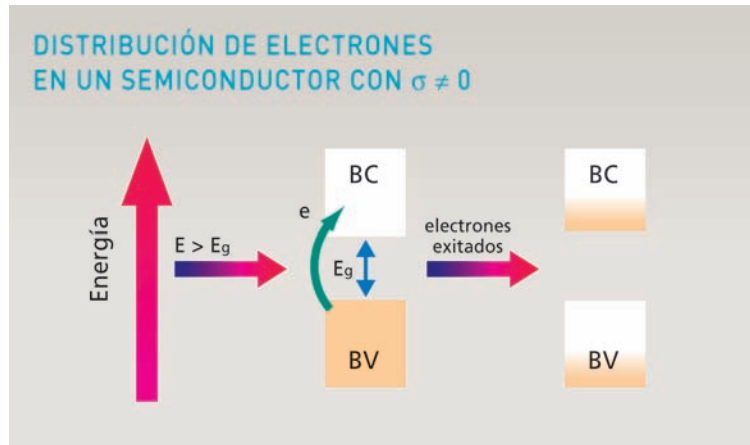 DISTRIBUCIÓN DE ELECTRONES
EN UN SEMICONDUCTOR CON σ ≠ 0
Energía
E > Eg
e
BC
Eg
BV
electrones
exitados
BC
BV